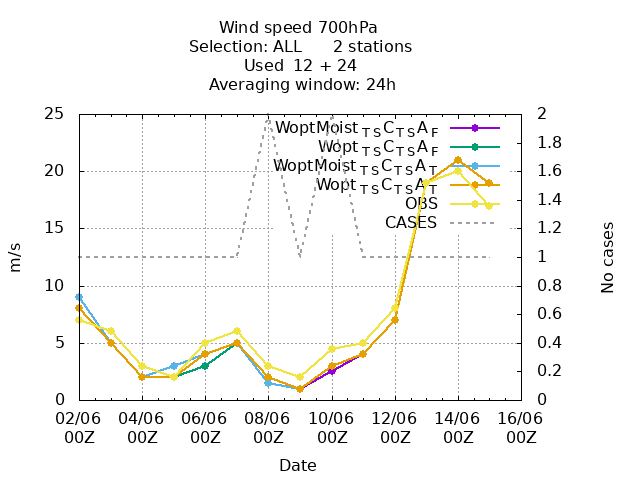 Wind speed 700hPa
Selection: ALL 2 stations
Used 12 + 24
Averaging window: 24h
25 2
WoptMoist TS C TS A F
1.8
Wopt TS C TS A F
1.6
20 WoptMoist TS C TS A T
Wopt TS C TS A T
1.4
OBS
15 CASES 1.2
m/s No cases
10 1
0.8
0.6
5 0.4
0.2
0 0
02/06 04/06 06/06 08/06 10/06 12/06 14/06 16/06
00Z 00Z 00Z 00Z 00Z 00Z 00Z 00Z
Date